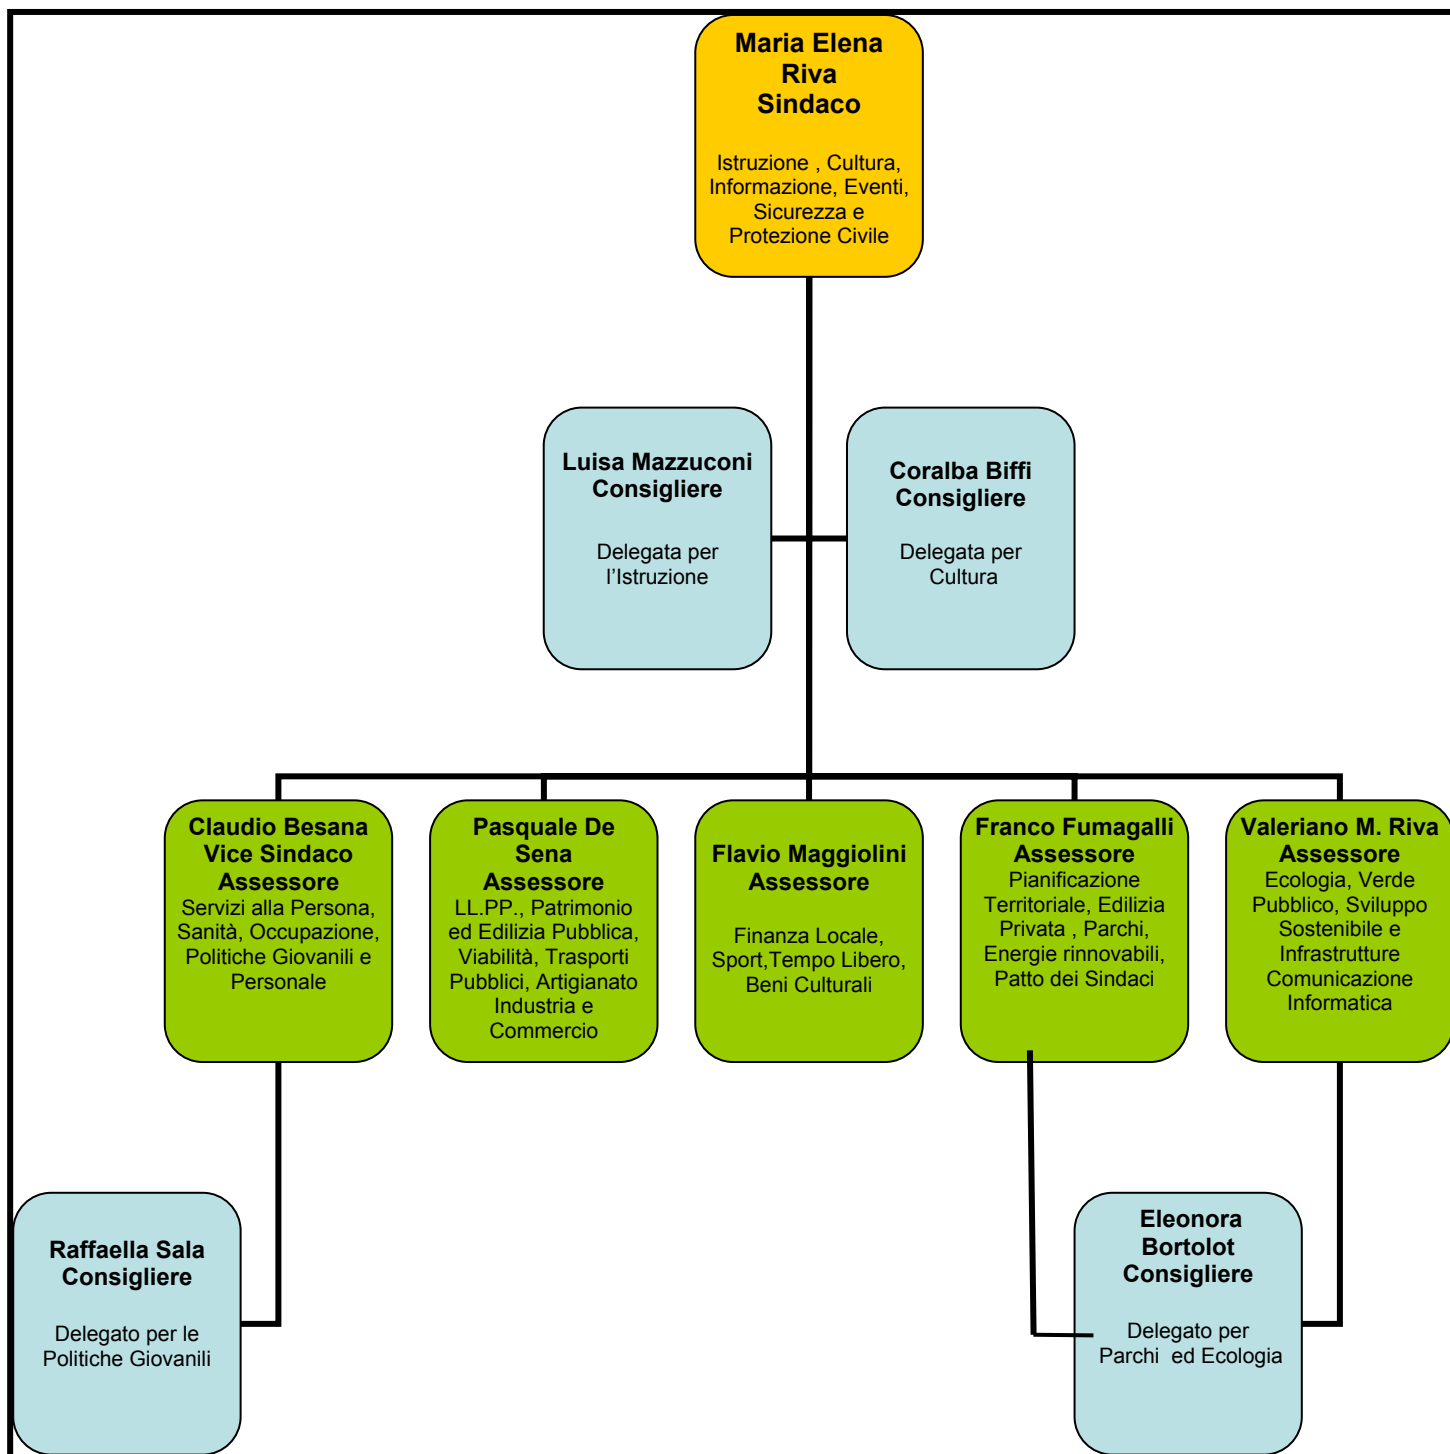 Maria Elena
Riva
Sindaco
Istruzione , Cultura,
Informazione, Eventi,
Sicurezza e
Protezione Civile
Luisa Mazzuconi
Consigliere
Delegata per
l’Istruzione
Coralba Biffi
Consigliere
Delegata per
Cultura
Claudio Besana
Vice Sindaco
Assessore
Servizi alla Persona,
Sanità, Occupazione,
Politiche Giovanili e
Personale
Pasquale De
Sena
Assessore
LL.PP., Patrimonio
ed Edilizia Pubblica,
Viabilità, Trasporti
Pubblici, Artigianato
Industria e
Commercio
Flavio Maggiolini
Assessore
Finanza Locale,
Sport,Tempo Libero,
Beni Culturali
Franco Fumagalli
Assessore
Pianificazione
Territoriale, Edilizia
Privata , Parchi,
Energie rinnovabili,
Patto dei Sindaci
Valeriano M. Riva
Assessore
Ecologia, Verde
Pubblico, Sviluppo
Sostenibile e
Infrastrutture
Comunicazione
Informatica
Raffaella Sala
Consigliere
Delegato per le
Politiche Giovanili
Eleonora
Bortolot
Consigliere
Delegato per
Parchi  ed Ecologia